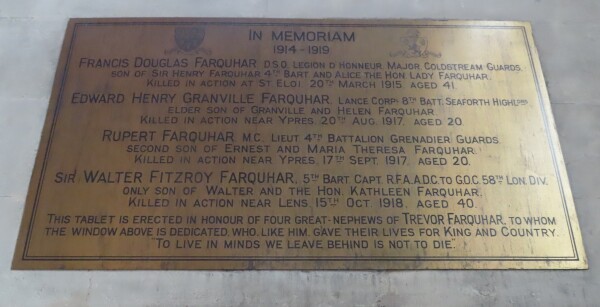 IN MEMORIAM
1914-1919
FRANCIS DOUGLAS FARQUHAR, D.S.O. LEGION D'HONNEUR, MAJOR, COLDSTREAM GUARDS.
SON OF SIR HENRY FARQUHAR 4TH BART AND ALICE THE HON LADY FARQUHAR.
KILLED IN ACTION AT ST ELOI 20TH MARCH 1915, AGED 41.
EDWARD HENRY GRANVILLE FARQUHAR, LANCE CORPL 8TH BATT. SEAFORTH HIGHLDRS
ELDER SON OF GRANVILLE AND HELEN FARQUHAR.
KILLED IN ACTION NEAR YPRES, 20TH AUG. 1917, AGED 20.
RUPERT FARQUHAR, M.C. LIEUT 4TH BATTALION GRENADIER GUARDS.
SECOND SON OF ERNEST AND MARIA THERESA FARQUHAR.
KILLED IN ACTION NEAR YPRES, 17TH SEPT. 1917, AGED 20.
SIR WALTER FITZROY FARQUHAR, 5TH BART CAPT. R.F.A. A.D.C. TO G.O.C. 58TH LON. DIV.
ONLY SON OF WALTER AND THE HON. KATHLEEN FARQUHAR,
KILLED IN ACTION NEAR LENS, 15TH OCT. 1918, AGED 40.
THIS TABLET IS ERECTED IN HONOUR OF FOUR GREAT-NEPHEWS OF TREVOR FARQUHAR, TO WHOM
THE WINDOW ABOVE IS DEDICATED WHO, LIKE HIM, GAVE THEIR LIVES FOR KING AND COUNTRY.
"TO LIVE IN MINDS WE LEAVE BEHIND IS NOT TO DIE"